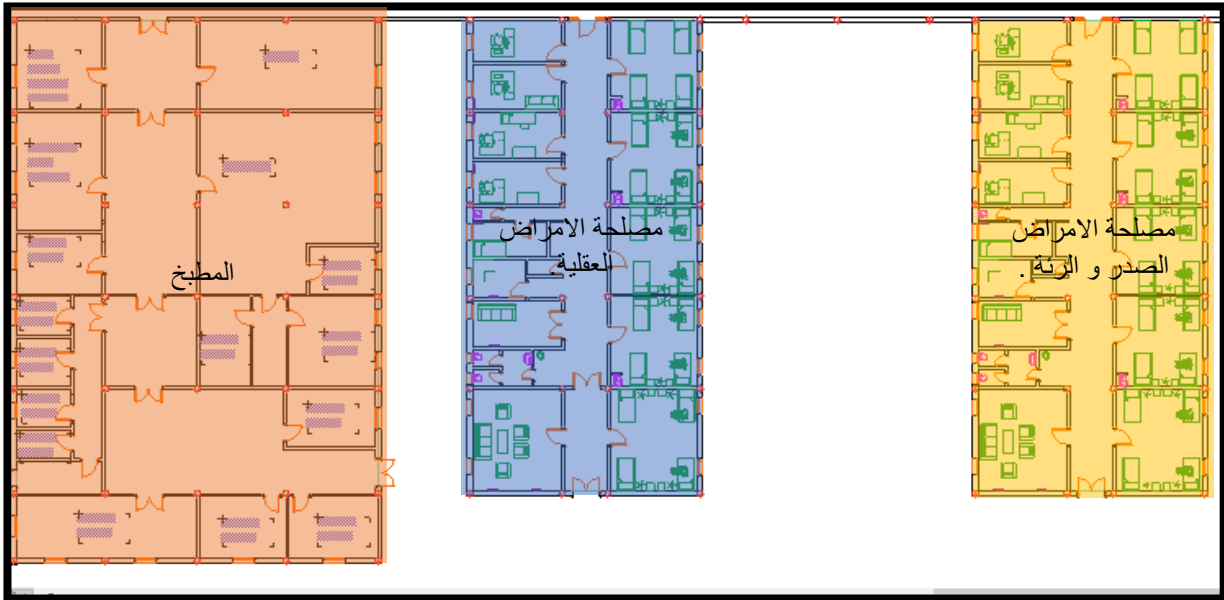 المطبخ
مصلحة الامراض
العقلية.
مصلحة الامراض
الصدر و الرئة .